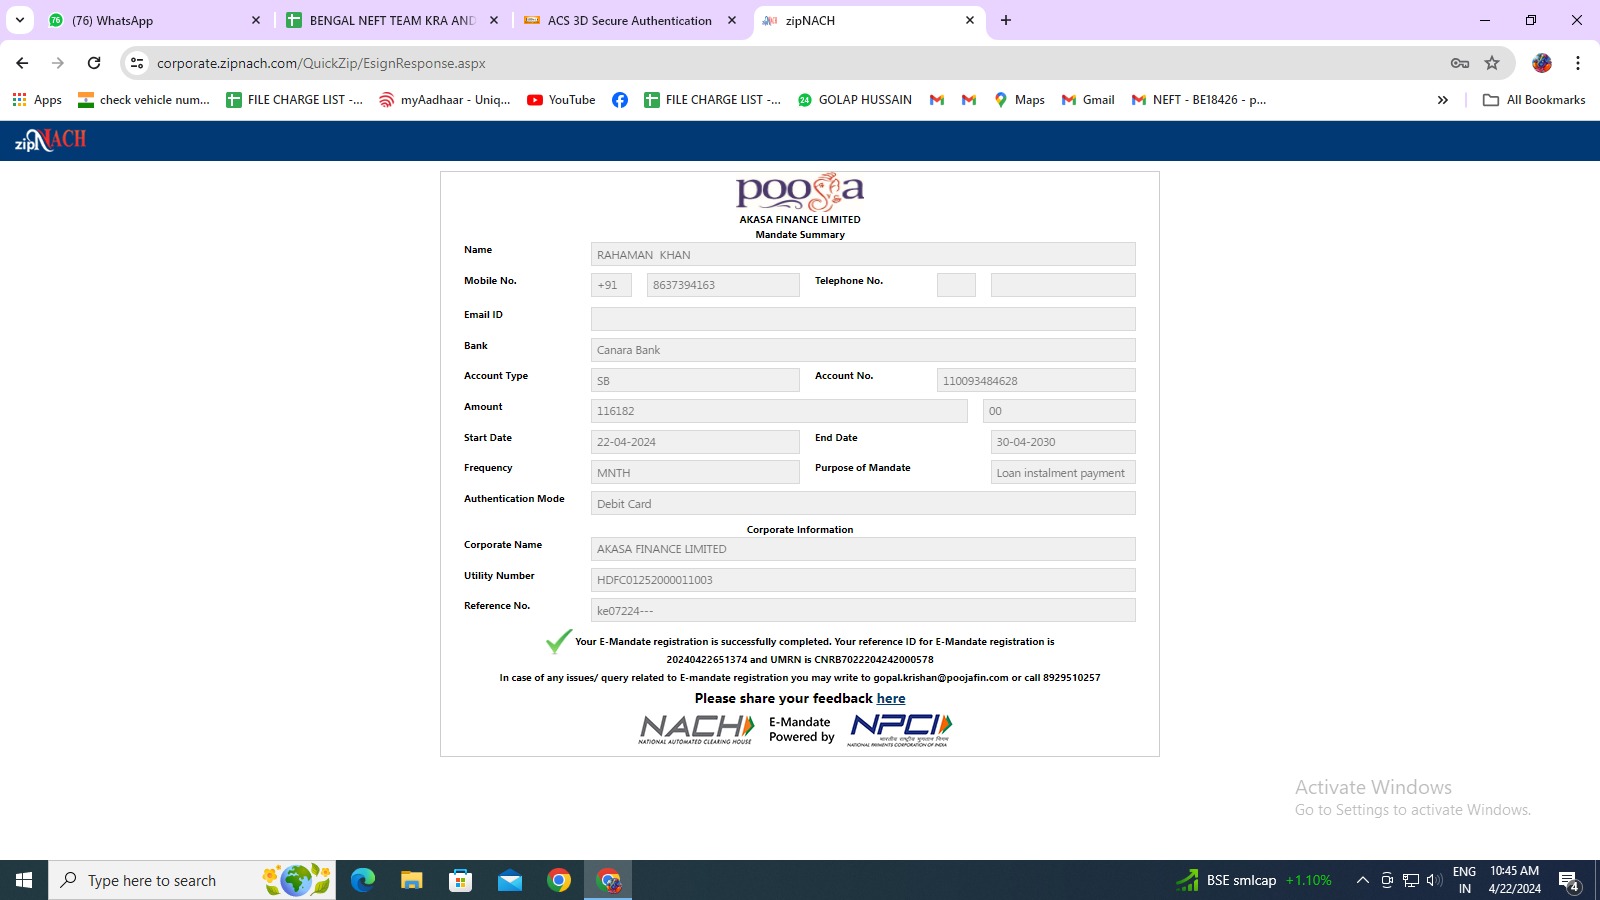 76
(76) WhatsApp
BENGAL NEFT TEAM KRA AND
ACS 3D Secure Authentication
zipNACH
corporate.zipnach.com/QuickZip/EsignResponse.aspx
Apps
check vehicle num...
FILE CHARGE LIST -...
myAadhaar - Uniq...
YouTube
FILE CHARGE LIST -...
24
GOLAP HUSSAIN
Maps
Gmail
NEFT - BE18426 - p...
»
All Bookmarks
zipNACH
pooja
AKASA FINANCE LIMITED
Mandate Summary
Name RAHAMAN KHAN
Mobile No. +91 8637394163 Telephone No.
Email ID
Bank Canara Bank
Account Type SB Account No. 110093484628
Amount 116182 00
Start Date 22-04-2024 End Date 30-04-2030
Frequency MNTH Purpose of Mandate Loan instalment payment
Authentication Mode Debit Card
Corporate Information
Corporate Name AKASA FINANCE LIMITED
Utility Number HDFC01252000011003
Reference No. ke07224---
Your E-Mandate registration is successfully completed. Your reference ID for E-Mandate registration is
20240422651374 and UMRN is CNRB7022204242000578
In case of any issues/ query related to E-mandate registration you may write to gopal.krishan@poojafin.com or call 8929510257
Please share your feedback here
NACH
NATIONAL AUTOMATED CLEARING HOUSE
E-Mandate
Powered by
NPCI
भारतीय राष्ट्रीय भुगतान निगम
NATIONAL PAYMENTS CORPORATION OF INDIA
Activate Windows
Go to Settings to activate Windows.
Type here to search
BSE smlcap +1.10%
ENG
IN
10:45 AM
4/22/2024
4